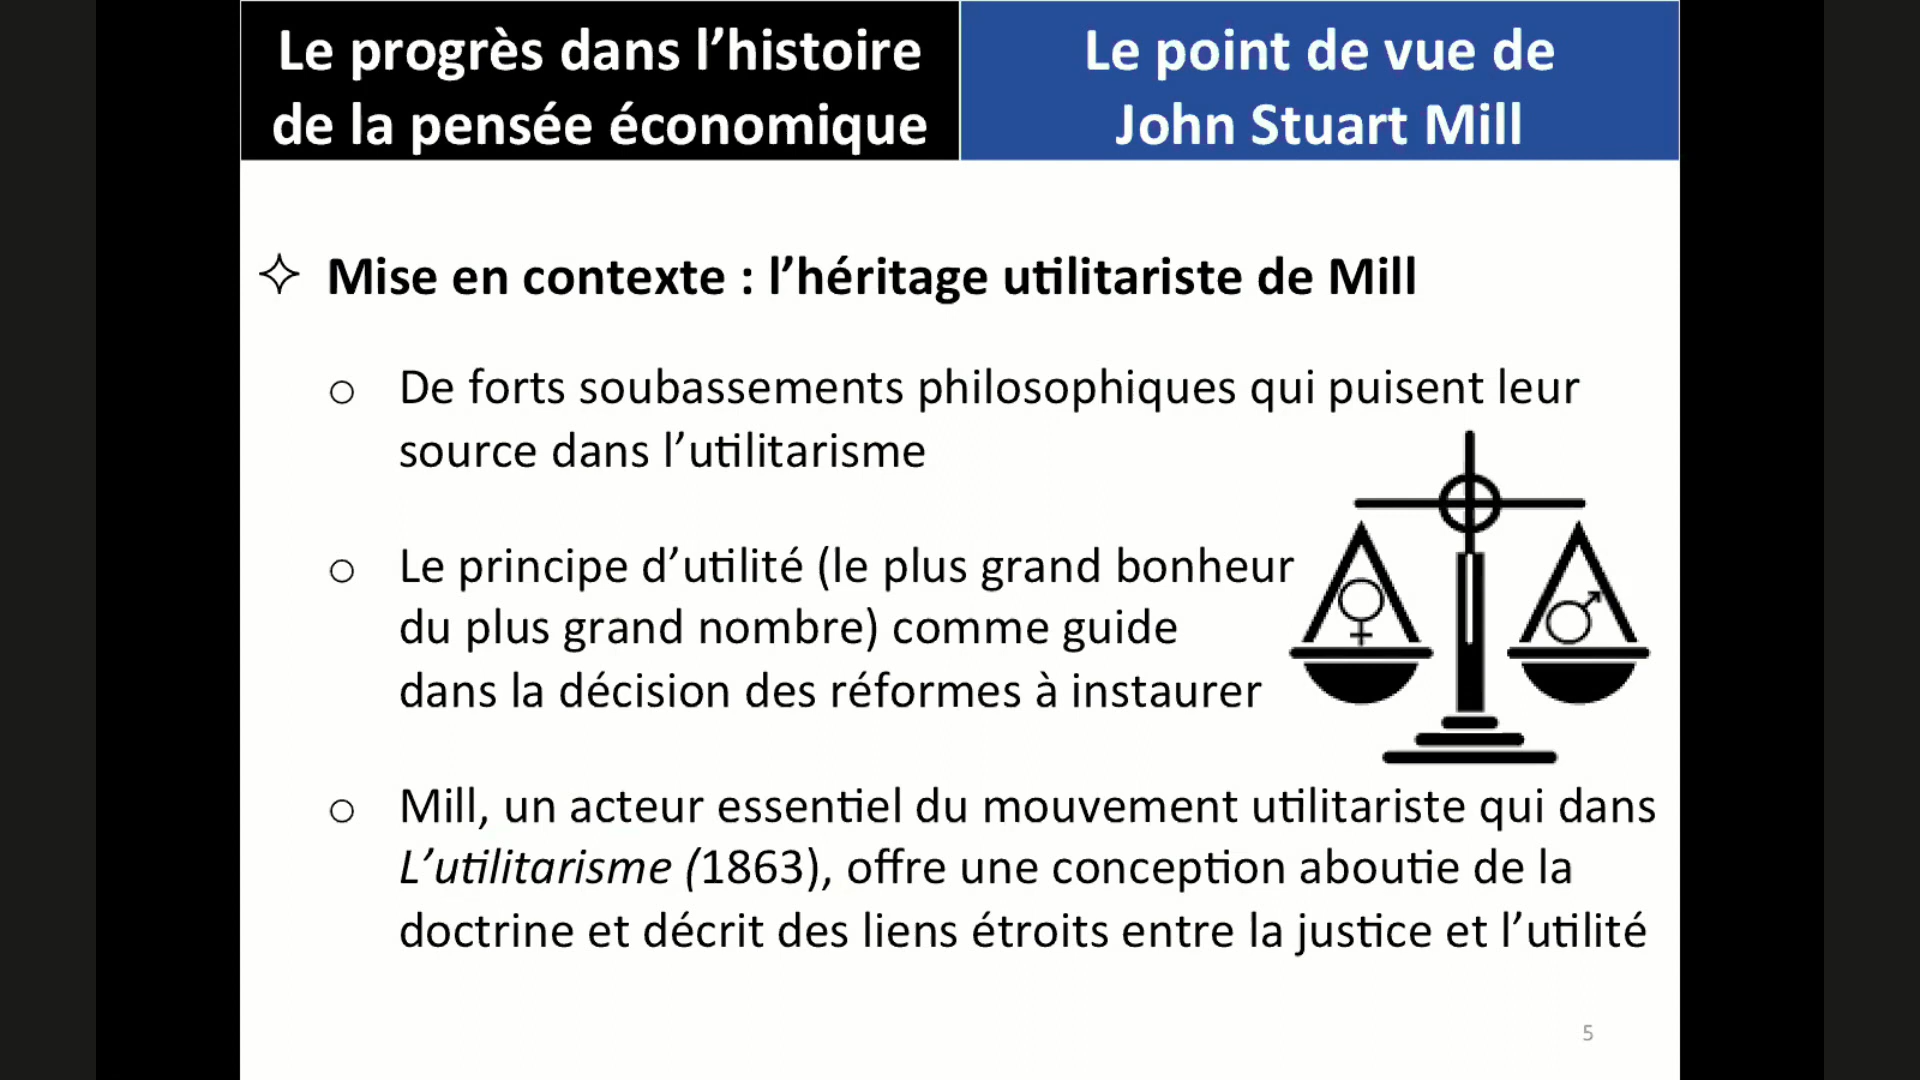 Le progrès dans l’histoire
de la pensée économique
Le point de vue de
John Stuart Mill
Mise en contexte : l’héritage utilitariste de Mill
De forts soubassements philosophiques qui puisent leur
source dans l’utilitarisme
Le principe d’utilité (le plus grand bonheur
du plus grand nombre) comme guide
dans la décision des réformes à instaurer
Mill, un acteur essentiel du mouvement utilitariste qui dans
L’utilitarisme (1863), offre une conception aboutie de la
doctrine et décrit des liens étroits entre la justice et l’utilité
5